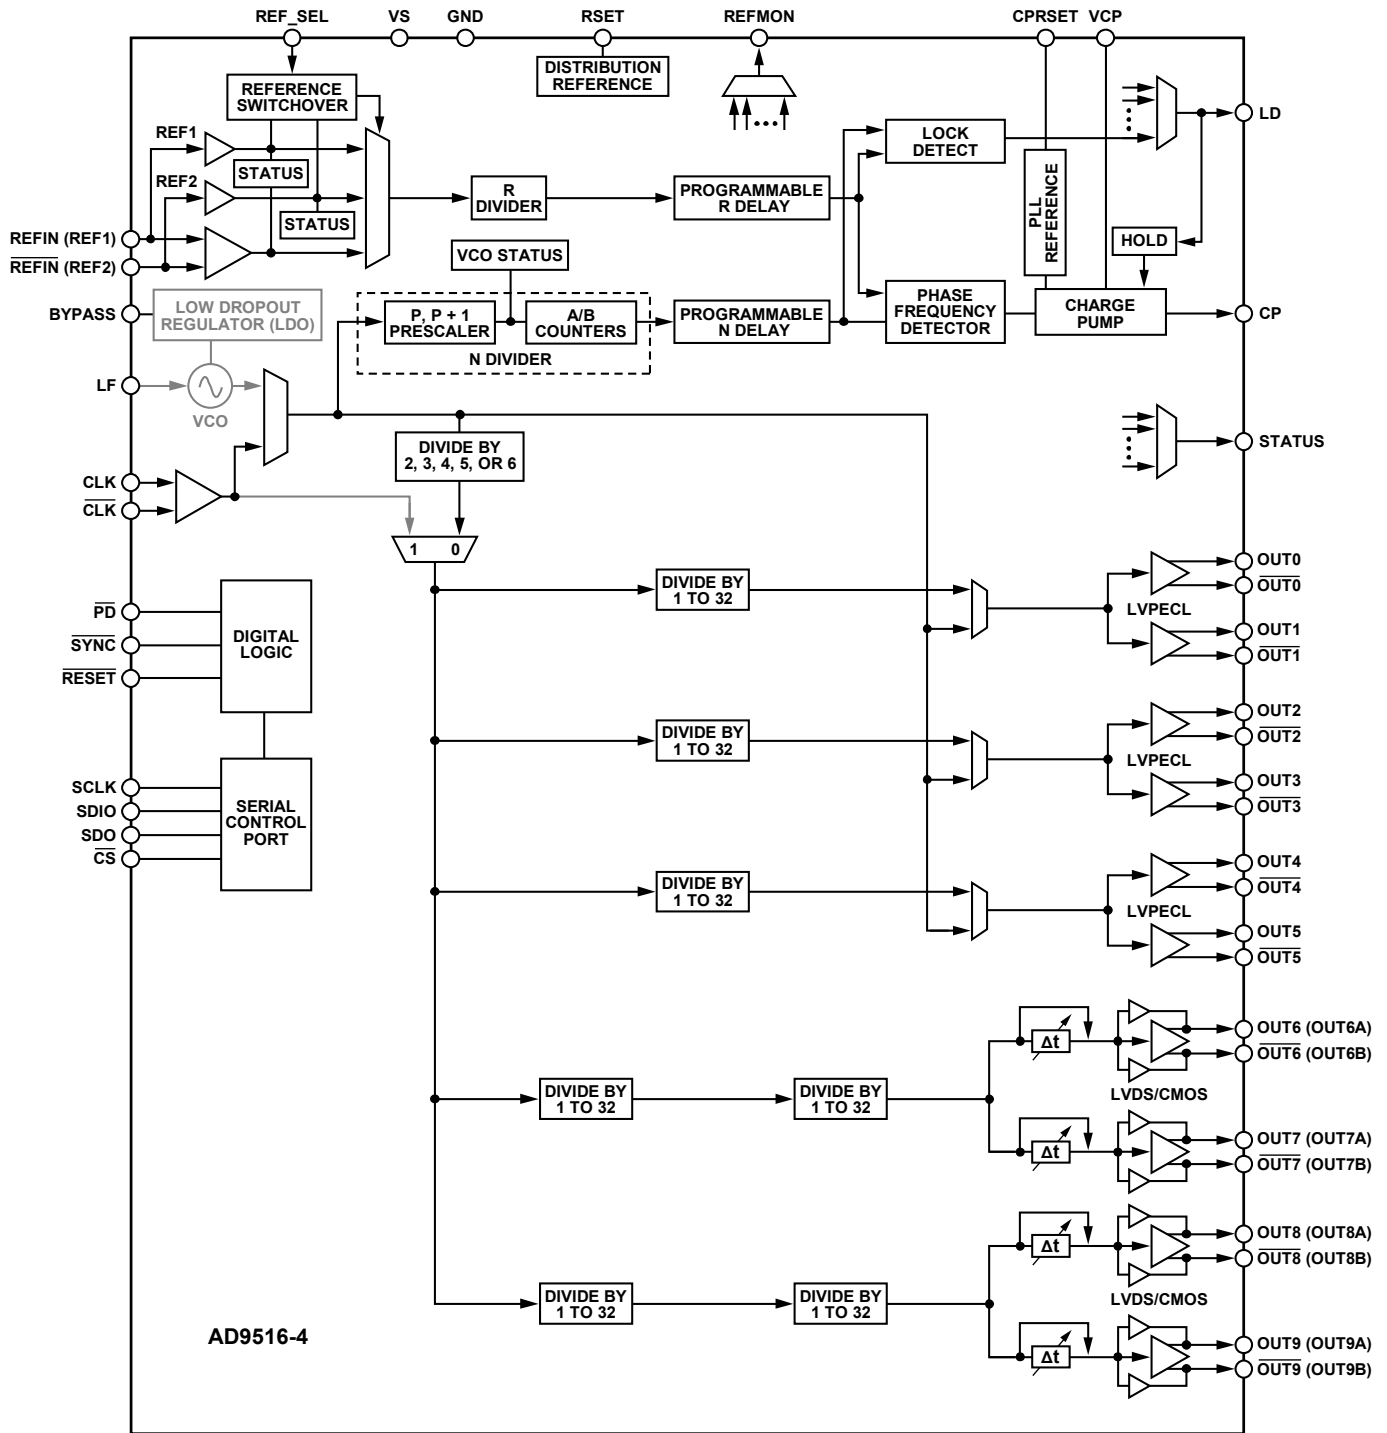 REF_SEL VS GND RSET REFMON CPRSET VCP
DISTRIBUTION
REFERENCE
REFERENCE
SWITCHOVER
REF1
STATUS
REF2
STATUS
REFIN (REF1)
REFIN (REF2)
R
DIVIDER
PROGRAMMABLE
R DELAY
LOCK
DETECT
PLL
REFERENCE
LD
HOLD
VCO STATUS
BYPASS
LOW DROPOUT
REGULATOR (LDO)
P, P + 1
PRESCALER
A/B
COUNTERS
N DIVIDER
PROGRAMMABLE
N DELAY
PHASE
FREQUENCY
DETECTOR
CHARGE
PUMP
CP
LF
VCO
STATUS
DIVIDE BY
2, 3, 4, 5, OR 6
CLK
CLK
1 0
PD
SYNC
RESET
DIGITAL
LOGIC
SCLK
SDIO
SDO
CS
SERIAL
CONTROL
PORT
DIVIDE BY
1 TO 32
LVPECL
OUT0
OUT0
OUT1
OUT1
DIVIDE BY
1 TO 32
LVPECL
OUT2
OUT2
OUT3
OUT3
DIVIDE BY
1 TO 32
LVPECL
OUT4
OUT4
OUT5
OUT5
DIVIDE BY
1 TO 32
DIVIDE BY
1 TO 32
Δt
Δt
LVDS/CMOS
OUT6 (OUT6A)
OUT6 (OUT6B)
OUT7 (OUT7A)
OUT7 (OUT7B)
DIVIDE BY
1 TO 32
DIVIDE BY
1 TO 32
Δt
Δt
LVDS/CMOS
OUT8 (OUT8A)
OUT8 (OUT8B)
OUT9 (OUT9A)
OUT9 (OUT9B)
AD9516-4